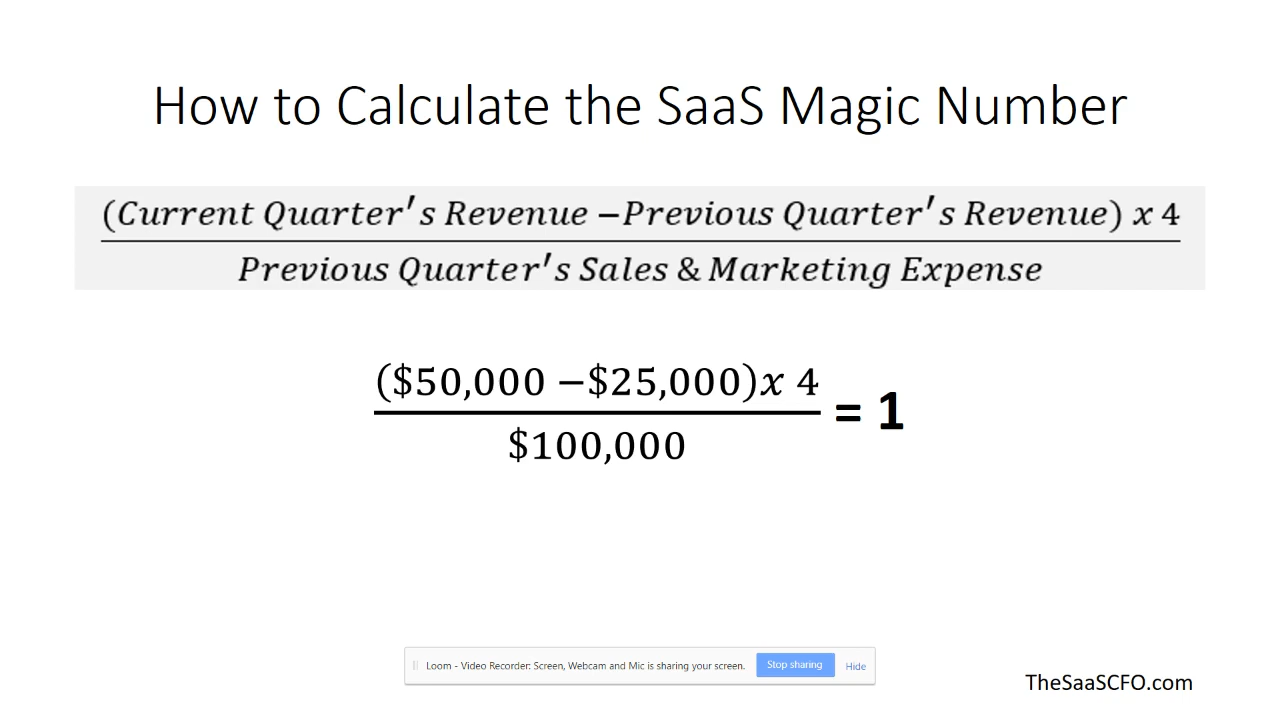 How to Calculate the SaaS Magic Number
(Current Quarter's Revenue −Previous Quarter's Revenue) x 4
Previous Quarter's Sales & Marketing Expense
($50,000 −$25,000)x 4
= 1
$100,000
Loom - Video Recorder: Screen, Webcam and Mic is sharing your screen.
Stop sharing
Hide
TheSaaSCFO.com